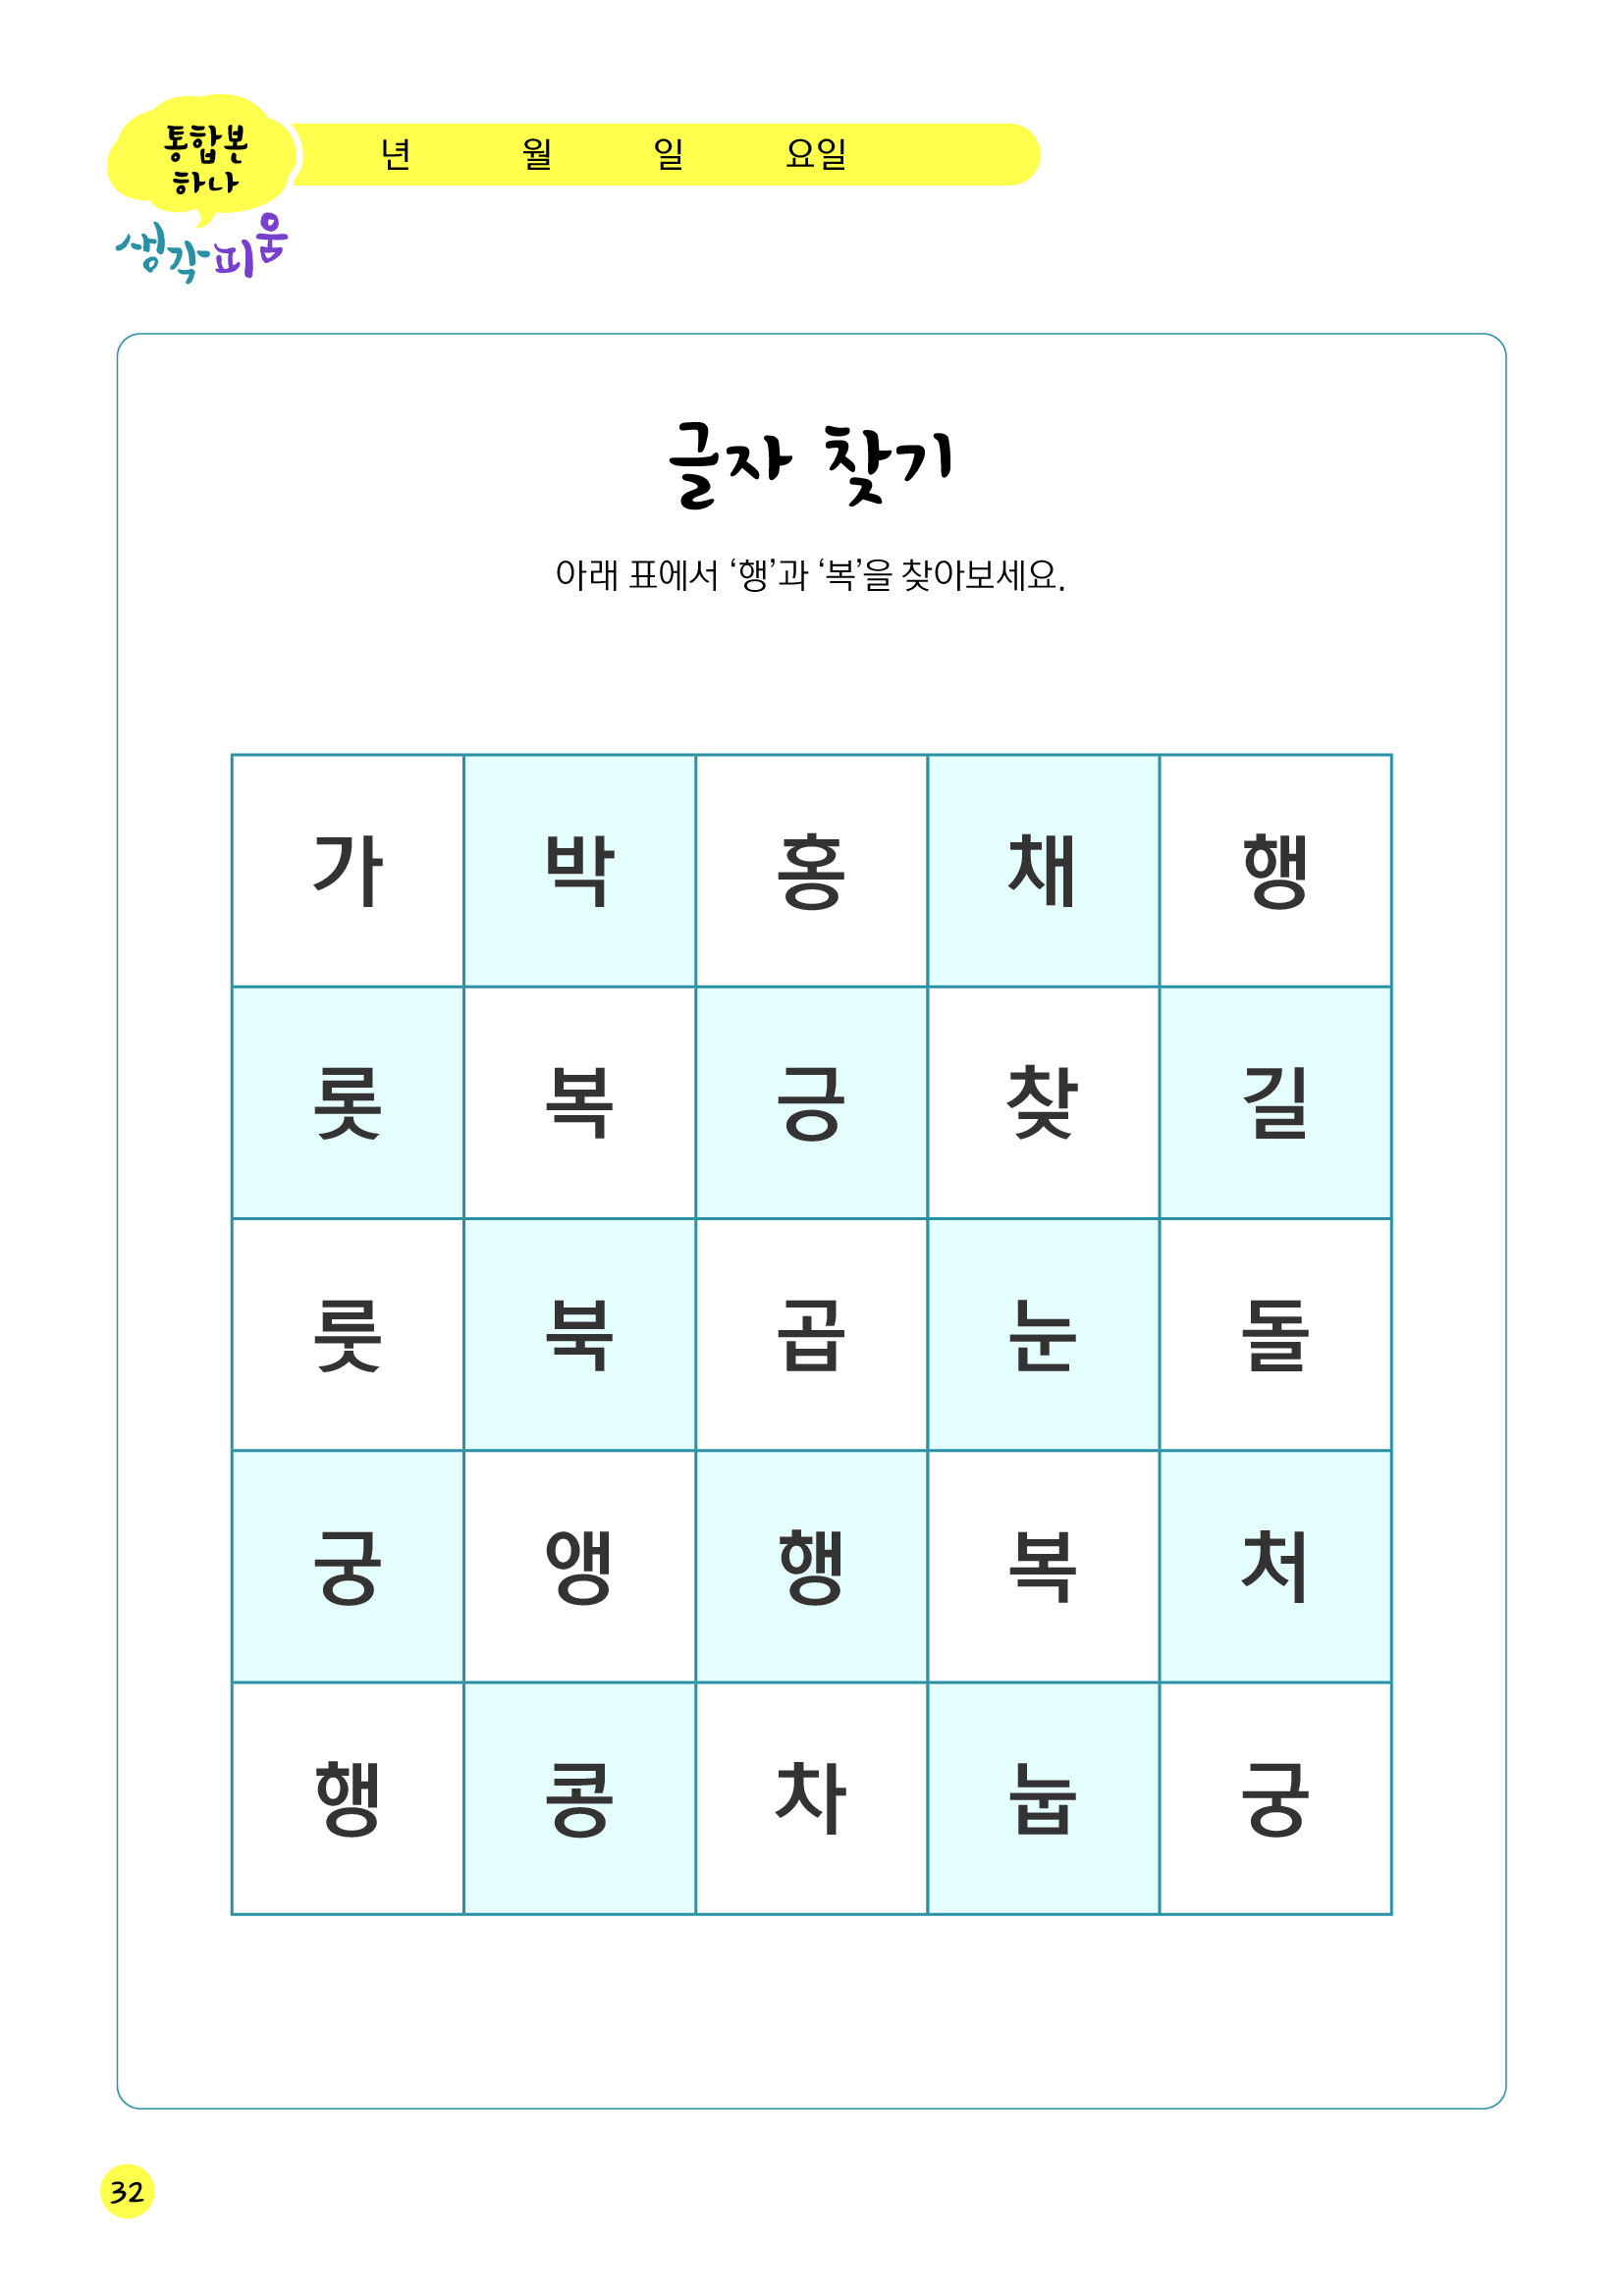 통합본
하나
년 월 일 요일
생각피움
글자 찾기
아래 표에서 ‘행’과 ‘복’을 찾아보세요.
가 박 홍 채 행
롯 복 긍 찾 길
룻 북 곱 눈 돌
궁 앵 행 복 처
행 콩 차 눕 궁
32